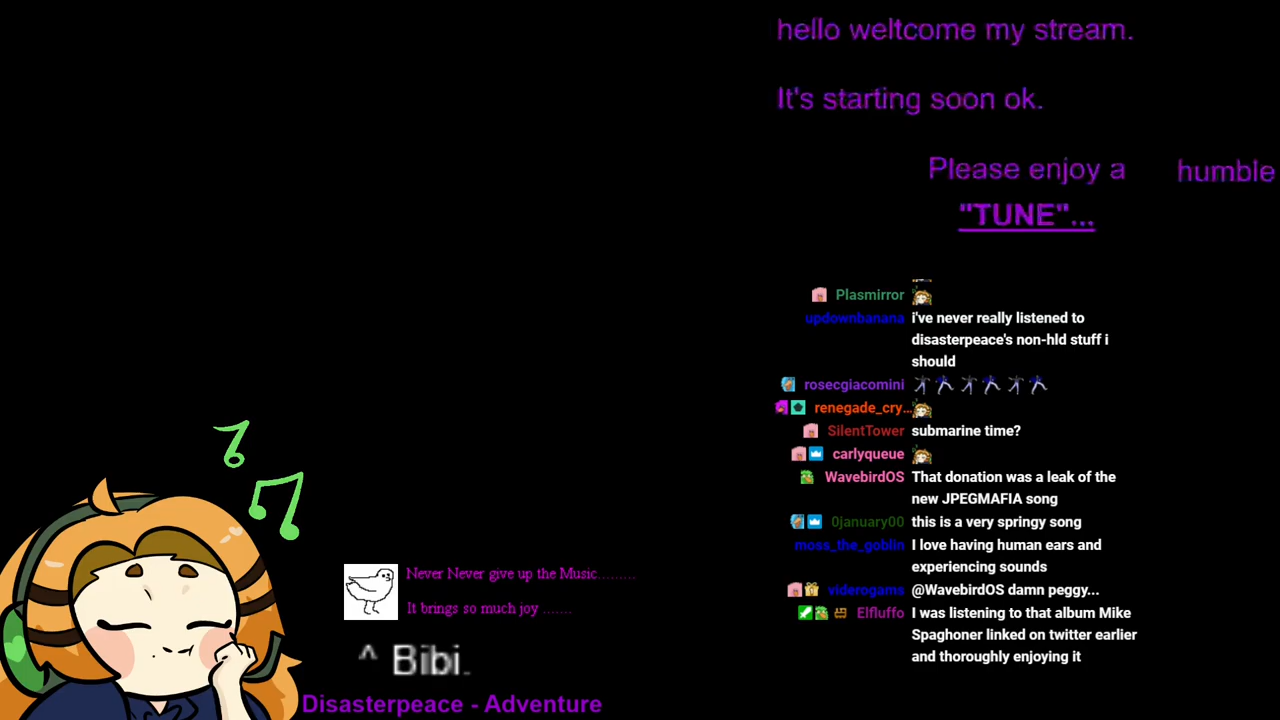 hello weltcome my stream.
It's starting soon ok.
Please enjoy a humble
"TUNE"...
Plasmirror
updownbanana i've never really listened to
disasterpeace's non-hld stuff i
should
rosecgiacomini
renegade_cry...
SilentTower submarine time?
carlyqueue
WavebirdOS That donation was a leak of the
new JPEGMAFIA song
0january00 this is a very springy song
moss_the_goblin I love having human ears and
experiencing sounds
viderogams @WavebirdOS damn peggy...
Elfluffo I was listening to that album Mike
Spaghoner linked on twitter earlier
and thoroughly enjoying it
Never Never give up the Music.........
It brings so much joy .......
^ Bibi.
Disasterpeace - Adventure